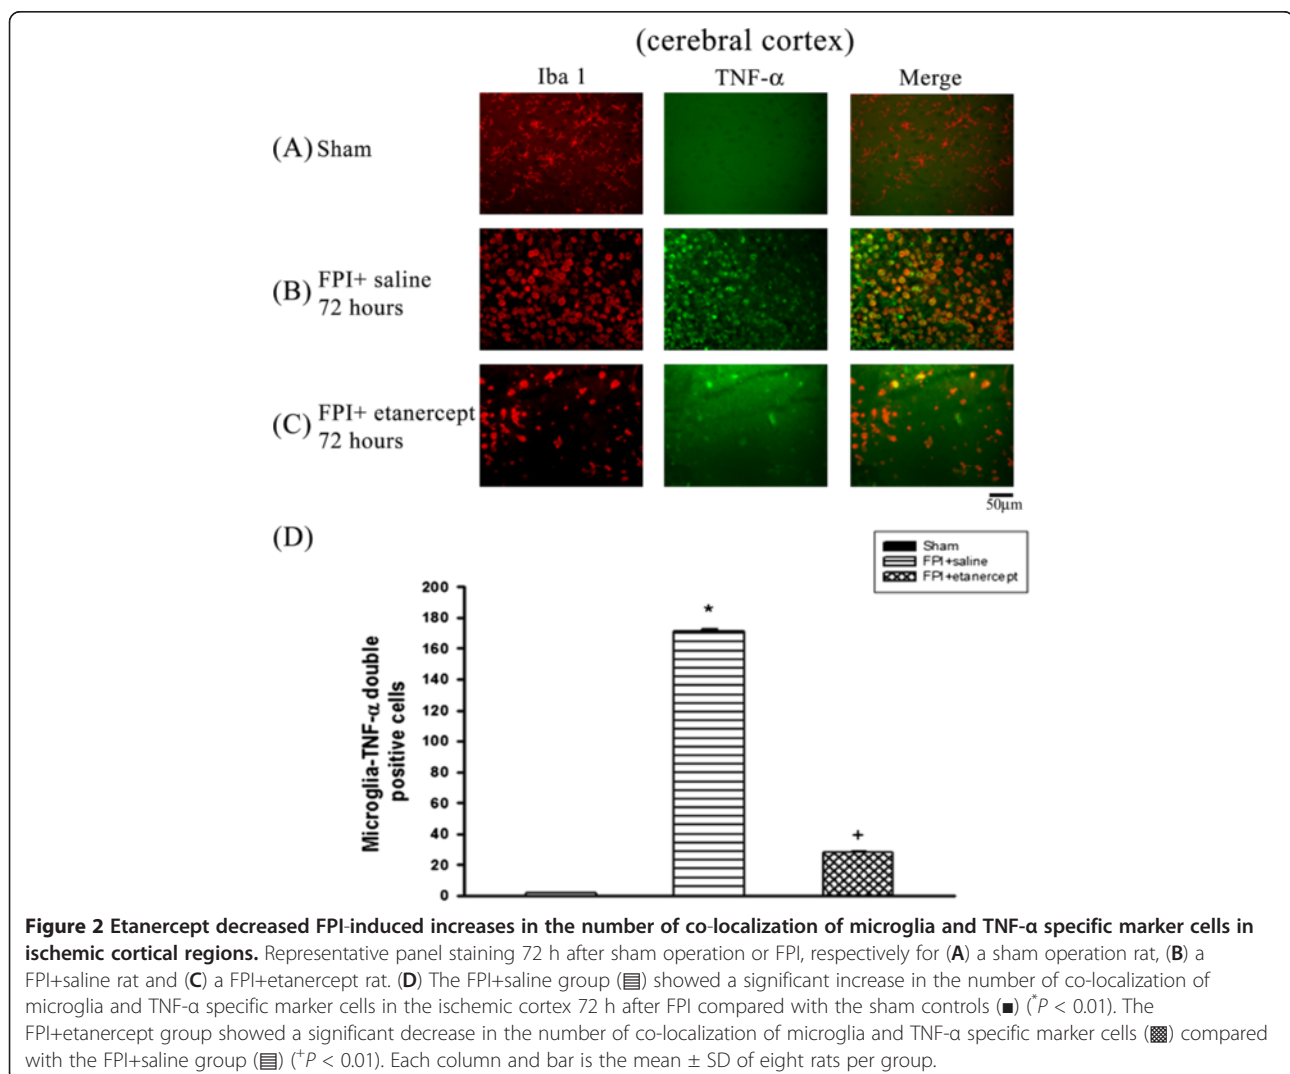 (cerebral cortex)
Iba 1 TNF-α Merge
(A) Sham
(B) FPI+ saline
72 hours
(C) FPI+ etanercept
72 hours
50µm
(D)
Sham
FPI+saline
FPI+etanercept
Microglia-TNF-α double
positive cells
200
180
160
140
120
100
80
60
40
20
0
*
+
Figure 2 Etanercept decreased FPI-induced increases in the number of co-localization of microglia and TNF-α specific marker cells in
ischemic cortical regions. Representative panel staining 72 h after sham operation or FPI, respectively for (A) a sham operation rat, (B) a
FPI+saline rat and (C) a FPI+etanercept rat. (D) The FPI+saline group (▤) showed a significant increase in the number of co-localization of
microglia and TNF-α specific marker cells in the ischemic cortex 72 h after FPI compared with the sham controls (■) (*P < 0.01). The
FPI+etanercept group showed a significant decrease in the number of co-localization of microglia and TNF-α specific marker cells (▩) compared
with the FPI+saline group (▤) (+P < 0.01). Each column and bar is the mean ± SD of eight rats per group.